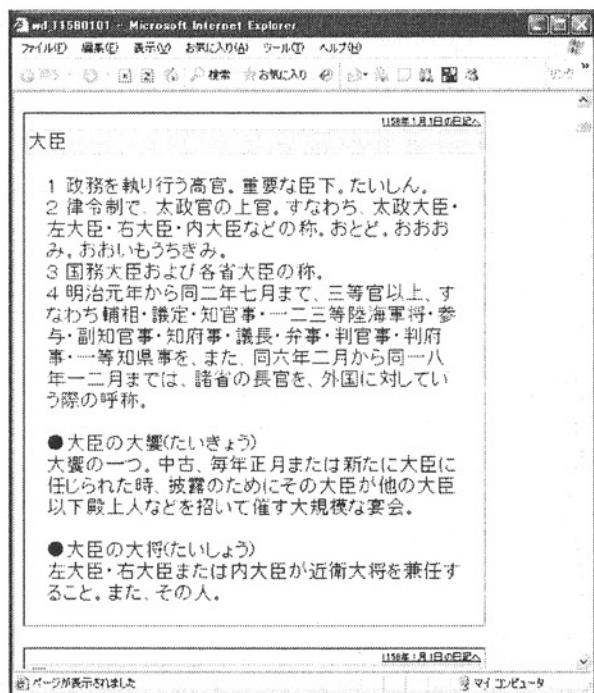 wd_11580101 - Microsoft Internet Explorer
ファイル(F) 編集(E) 表示(V) お気に入り(A) ツール(T) ヘルプ(H)
検索 お気に入り
1158年1月1日の日記へ
大臣
1 政務を執り行う高官。重要な臣下。たいしん。
2 律令制で、太政官の上官。すなわち、太政大臣・
左大臣・右大臣・内大臣などの称。おとど。おおお
み。おおいもうちぎみ。
3 国務大臣および各省大臣の称。
4 明治元年から同二年七月まで、三等官以上、す
なわち輔相・議定・知官事・一二三等陸海軍将・参
与・副知官事・知府事・議長・弁事・判官事・判府
事・一等知県事を、また、同六年二月から同一八
年一二月までは、諸省の長官を、外国に対してい
う際の呼称。
●大臣の大饗(たいきょう)
大饗の一つ。中古、毎年正月または新たに大臣に
任じられた時、披露のためにその大臣が他の大臣
以下殿上人などを招いて催す大規模な宴会。
●大臣の大将(たいしょう)
左大臣・右大臣または内大臣が近衛大将を兼任す
ること。また、その人。
1158年1月1日の日記へ
ページが表示されました
マイ コンピュータ